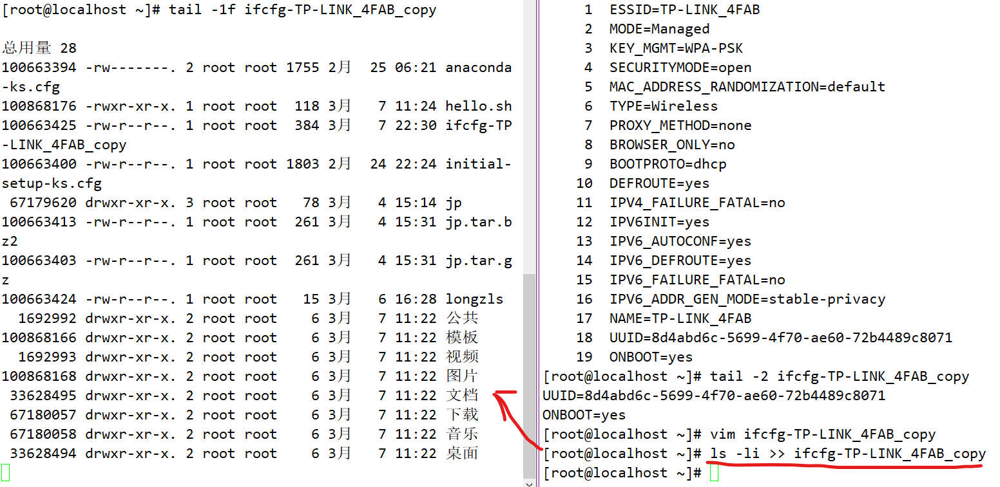 [root@localhost ~]# tail -1f ifcfg-TP-LINK_4FAB_copy
总用量 28
100663394 -rw-------. 2 root root 1755 2月  25 06:21 anaconda
-ks.cfg
100868176 -rwxr-xr-x. 1 root root  118 3月   7 11:24 hello.sh
100663425 -rw-r--r--. 1 root root  384 3月   7 22:30 ifcfg-TP
-LINK_4FAB_copy
100663400 -rw-r--r--. 1 root root 1803 2月  24 22:24 initial-
setup-ks.cfg
 67179620 drwxr-xr-x. 3 root root   78 3月   4 15:14 jp
100663413 -rw-r--r--. 1 root root  261 3月   4 15:31 jp.tar.b
z2
100663403 -rw-r--r--. 1 root root  261 3月   4 15:31 jp.tar.g
z
100663424 -rw-r--r--. 1 root root   15 3月   6 16:28 longzls
  1692992 drwxr-xr-x. 2 root root    6 3月   7 11:22 公共
100868166 drwxr-xr-x. 2 root root    6 3月   7 11:22 模板
  1692993 drwxr-xr-x. 2 root root    6 3月   7 11:22 视频
100868168 drwxr-xr-x. 2 root root    6 3月   7 11:22 图片
 33628495 drwxr-xr-x. 2 root root    6 3月   7 11:22 文档
 67180057 drwxr-xr-x. 2 root root    6 3月   7 11:22 下载
 67180058 drwxr-xr-x. 2 root root    6 3月   7 11:22 音乐
 33628494 drwxr-xr-x. 2 root root    6 3月   7 11:22 桌面
1 ESSID=TP-LINK_4FAB
2 MODE=Managed
3 KEY_MGMT=WPA-PSK
4 SECURITYMODE=open
5 MAC_ADDRESS_RANDOMIZATION=default
6 TYPE=Wireless
7 PROXY_METHOD=none
8 BROWSER_ONLY=no
9 BOOTPROTO=dhcp
10 DEFROUTE=yes
11 IPV4_FAILURE_FATAL=no
12 IPV6INIT=yes
13 IPV6_AUTOCONF=yes
14 IPV6_DEFROUTE=yes
15 IPV6_FAILURE_FATAL=no
16 IPV6_ADDR_GEN_MODE=stable-privacy
17 NAME=TP-LINK_4FAB
18 UUID=8d4abd6c-5699-4f70-ae60-72b4489c8071
19 ONBOOT=yes
[root@localhost ~]# tail -2 ifcfg-TP-LINK_4FAB_copy
UUID=8d4abd6c-5699-4f70-ae60-72b4489c8071
ONBOOT=yes
[root@localhost ~]# vim ifcfg-TP-LINK_4FAB_copy
[root@localhost ~]# ls -li >> ifcfg-TP-LINK_4FAB_copy
[root@localhost ~]#